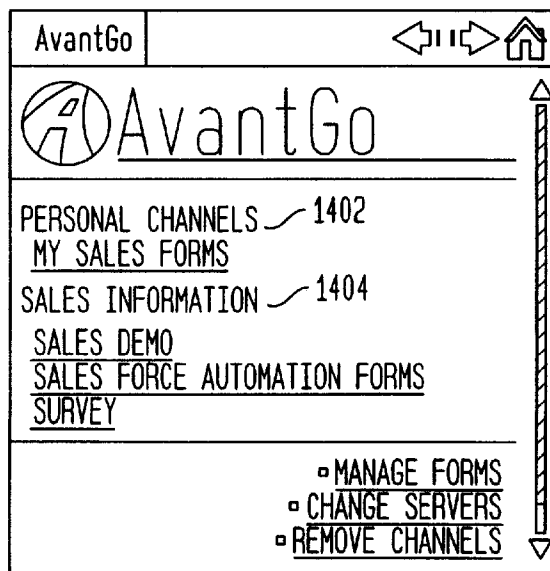 AvantGo
AvantGo
PERSONAL CHANNELS 1402
MY SALES FORMS
SALES INFORMATION 1404
SALES DEMO
SALES FORCE AUTOMATION FORMS
SURVEY
MANAGE FORMS
CHANGE SERVERS
REMOVE CHANNELS